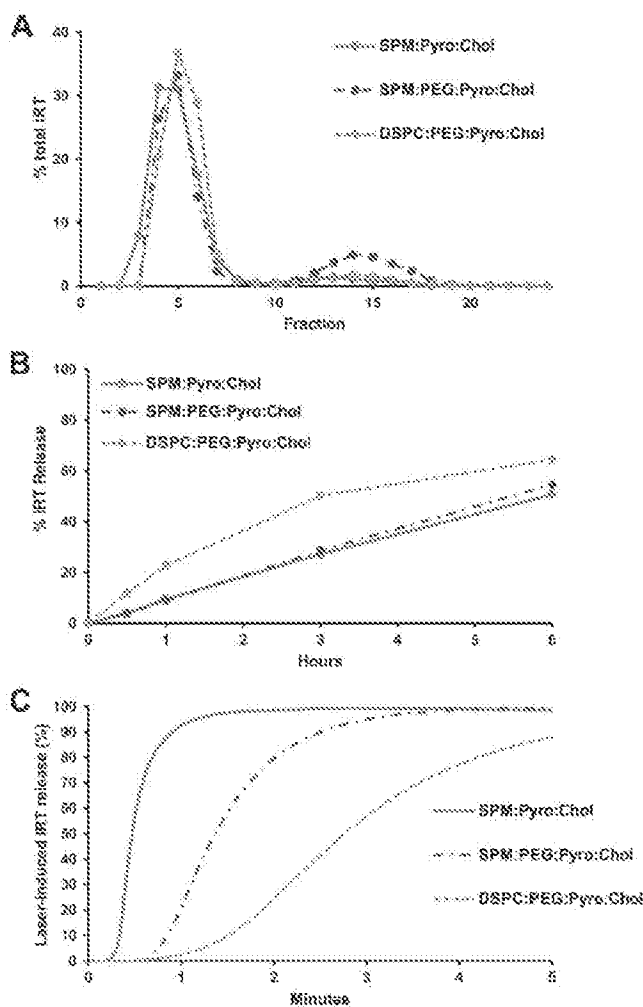 A
40
30
20
10
0
% total IRT
0 5 10 15 20
Fraction
SPM:Pyro:Chol
SPM:PEG:Pyro:Chol
DSPC:PEG:Pyro:Chol
B
100
80
60
40
20
0
% IRT Release
0 1 2 3 4 5 6
Hours
SPM:Pyro:Chol
SPM:PEG:Pyro:Chol
DSPC:PEG:Pyro:Chol
C
100
90
80
70
60
50
40
30
20
10
0
Laser-induced IRT release (%)
0 1 2 3 4 5
Minutes
SPM:Pyro:Chol
SPM:PEG:Pyro:Chol
DSPC:PEG:Pyro:Chol